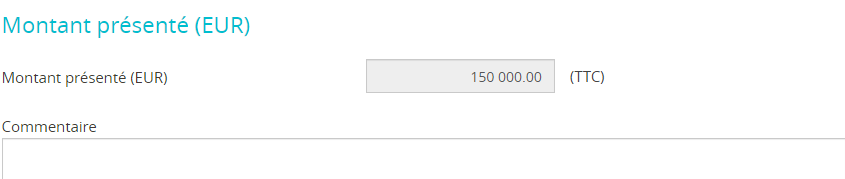 Montant présenté (EUR)
Montant présenté (EUR) 150 000.00 (TTC)
Commentaire